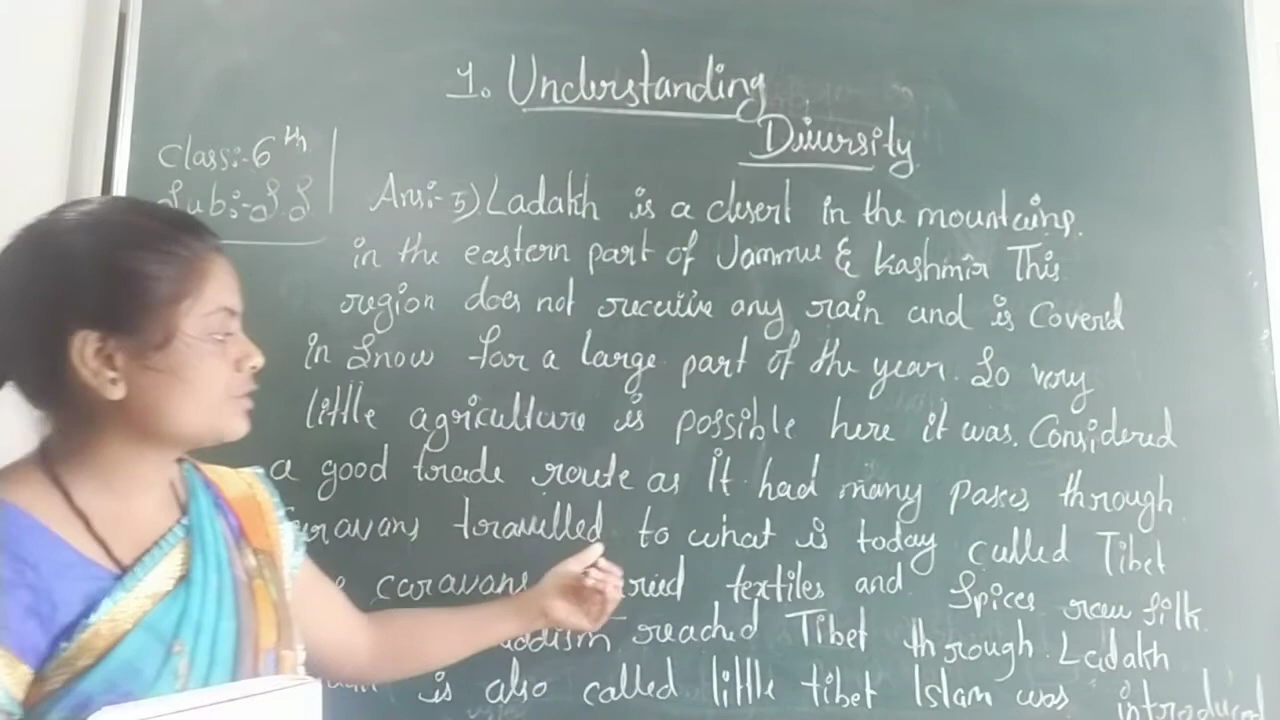 1. Understanding
Diversity
Class:-6th
Sub:-S.S
Ans:-5) Ladakh is a desert in the mountains.
in the eastern part of Jammu & Kashmir This
region does not receive any rain and is Coverd
in Snow for a large part of the year. So very
little agriculture is possible here it was. Considered
a good trade route as it had many passes through
travelled to what is today called Tibet
caravans textiles and Spices raw Silk.
reached Tibet through Ladakh
is also called little tibet Islam was introduced